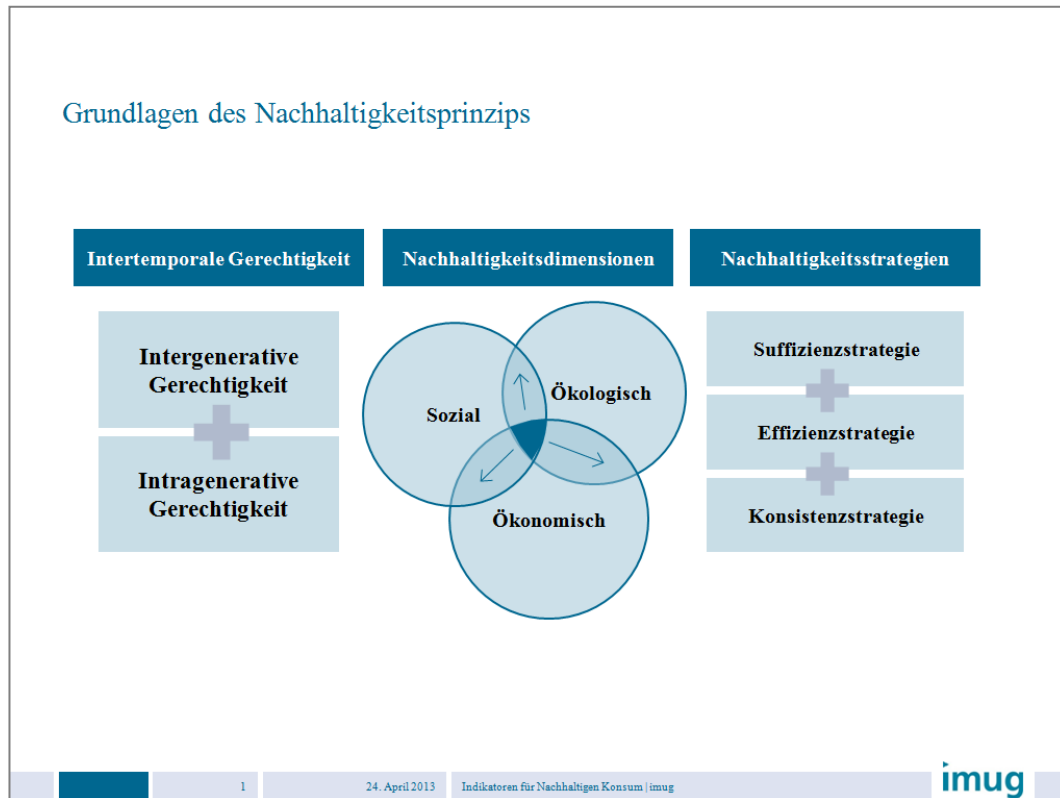 Grundlagen des Nachhaltigkeitsprinzips
Intertemporale Gerechtigkeit
Intergenerative
Gerechtigkeit
Intragenerative
Gerechtigkeit
Nachhaltigkeitsdimensionen
Sozial
Ökologisch
Ökonomisch
Nachhaltigkeitsstrategien
Suffizienzstrategie
Effizienzstrategie
Konsistenzstrategie
1
24. April 2013
Indikatoren für Nachhaltigen Konsum | imug
imug